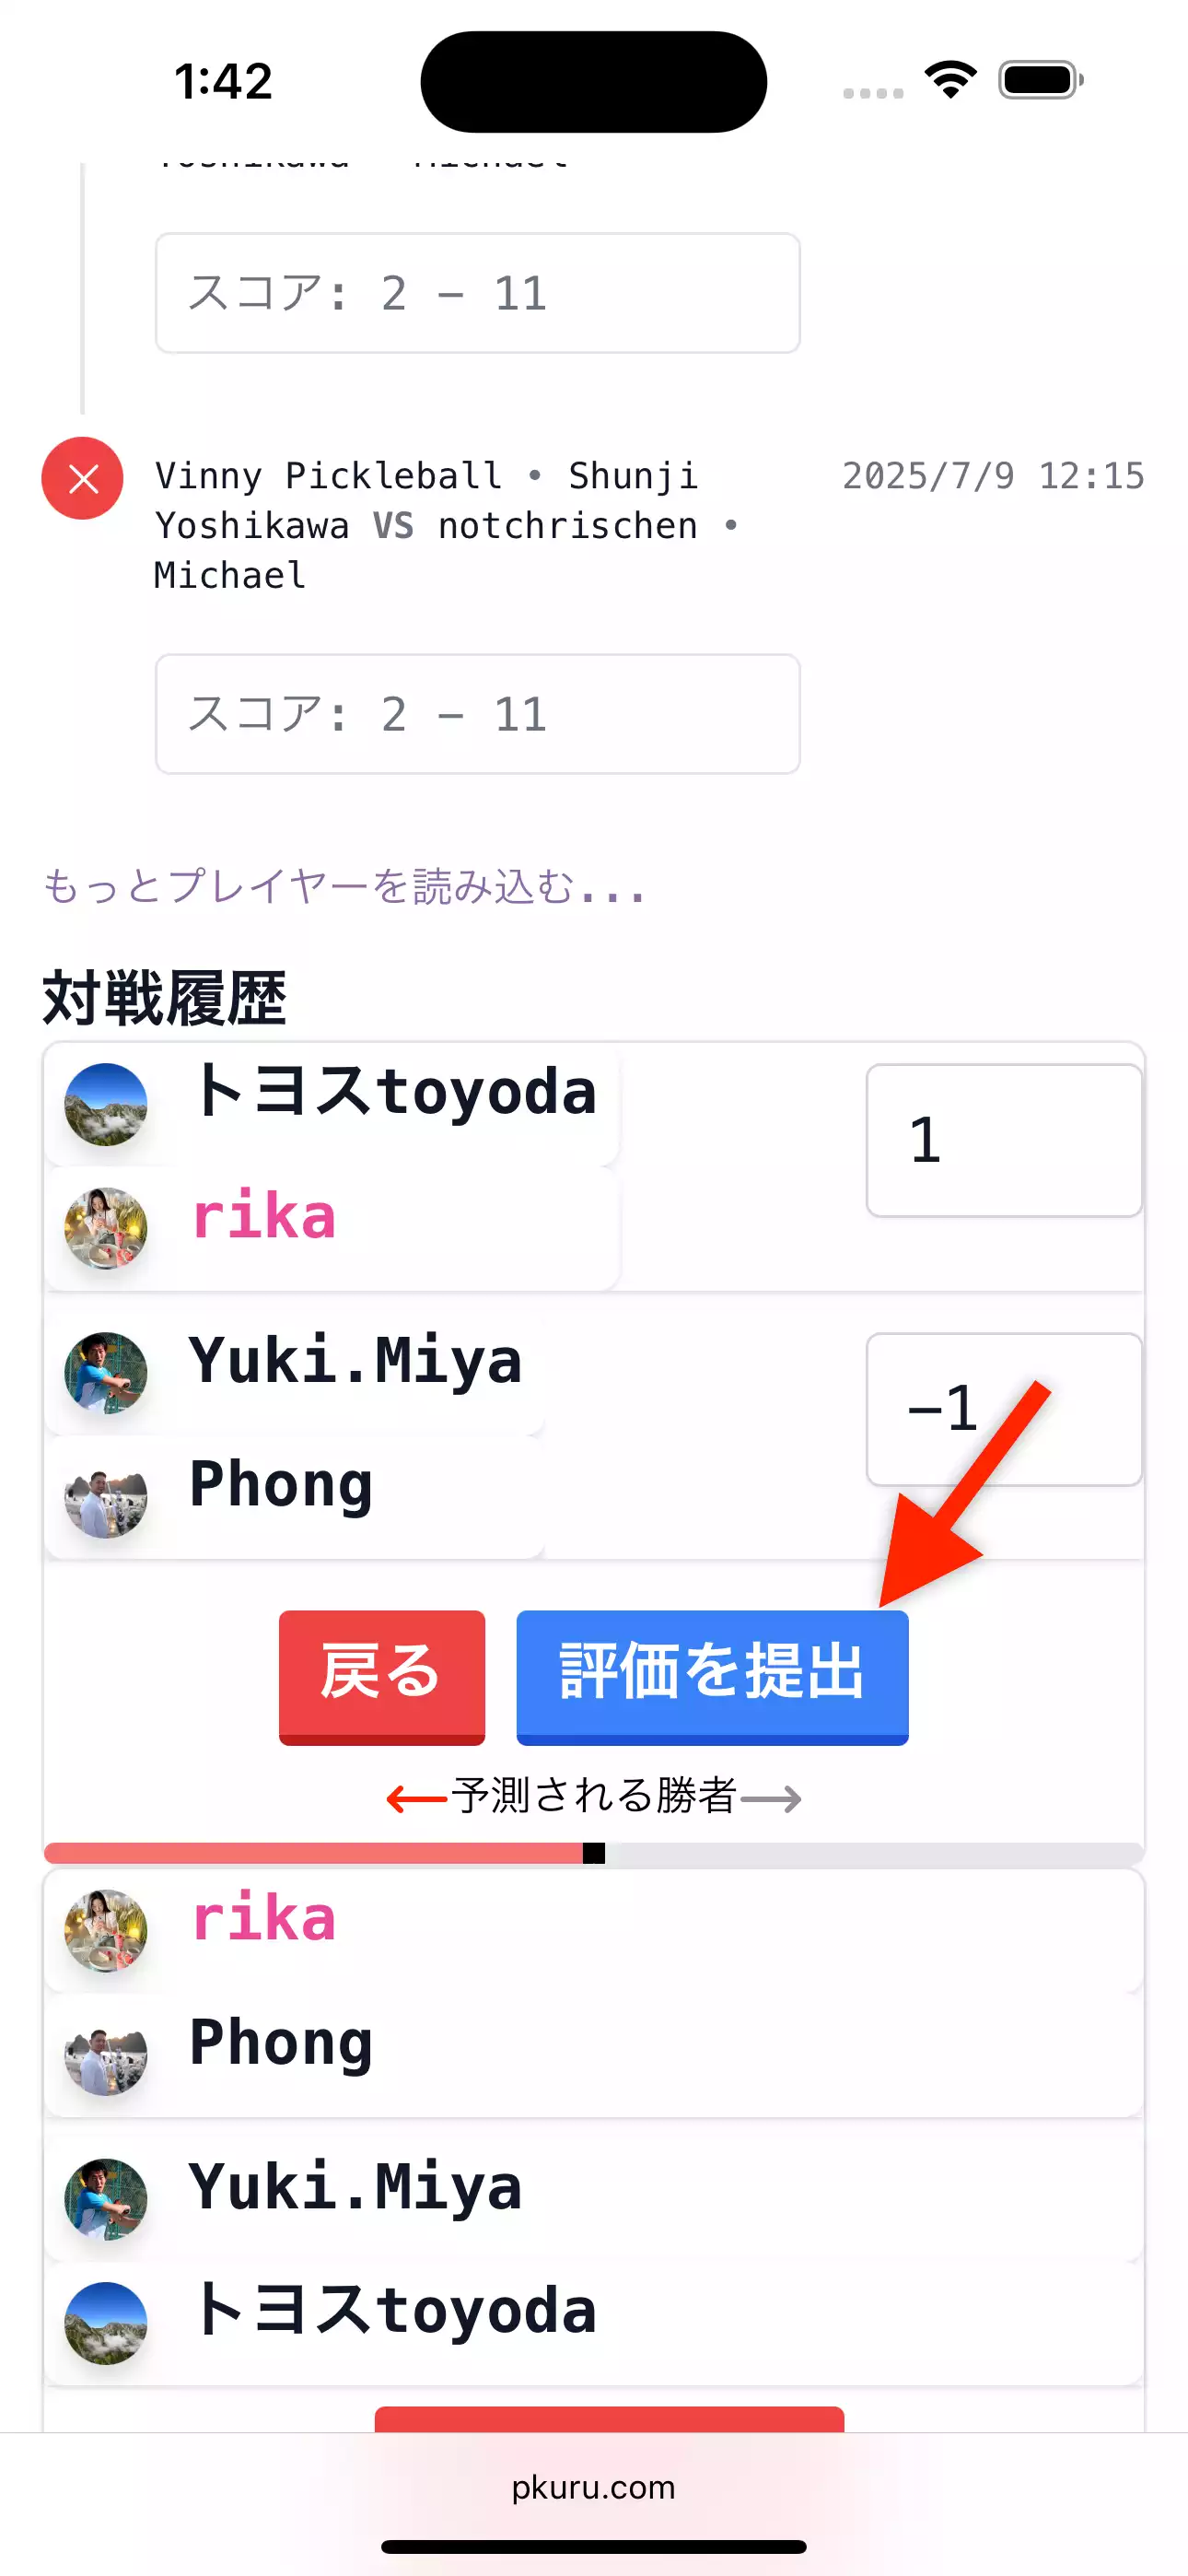 1:42
Yoshikawa • Michael
スコア: 2 – 11
Vinny Pickleball • Shunji
2025/7/9 12:15
Yoshikawa VS notchrischen •
Michael
スコア: 2 – 11
もっとプレイヤーを読み込む...
対戦履歴
トヨスtoyoda
1
rika
Yuki.Miya
–1
Phong
戻る
評価を提出
←予測される勝者→
rika
Phong
Yuki.Miya
トヨスtoyoda
pkuru.com